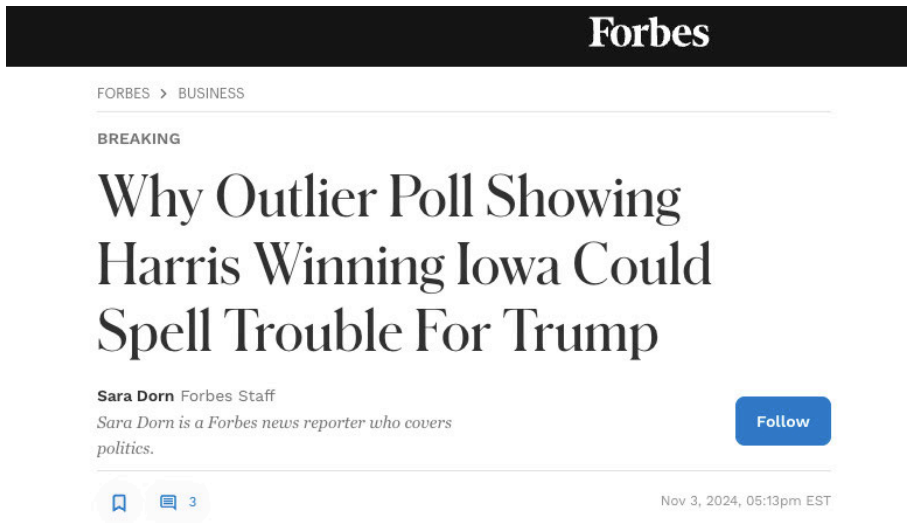 Forbes
FORBES > BUSINESS
BREAKING
Why Outlier Poll Showing
Harris Winning Iowa Could
Spell Trouble For Trump
Sara Dorn Forbes Staff
Sara Dorn is a Forbes news reporter who covers
politics.
Follow
3
Nov 3, 2024, 05:13pm EST